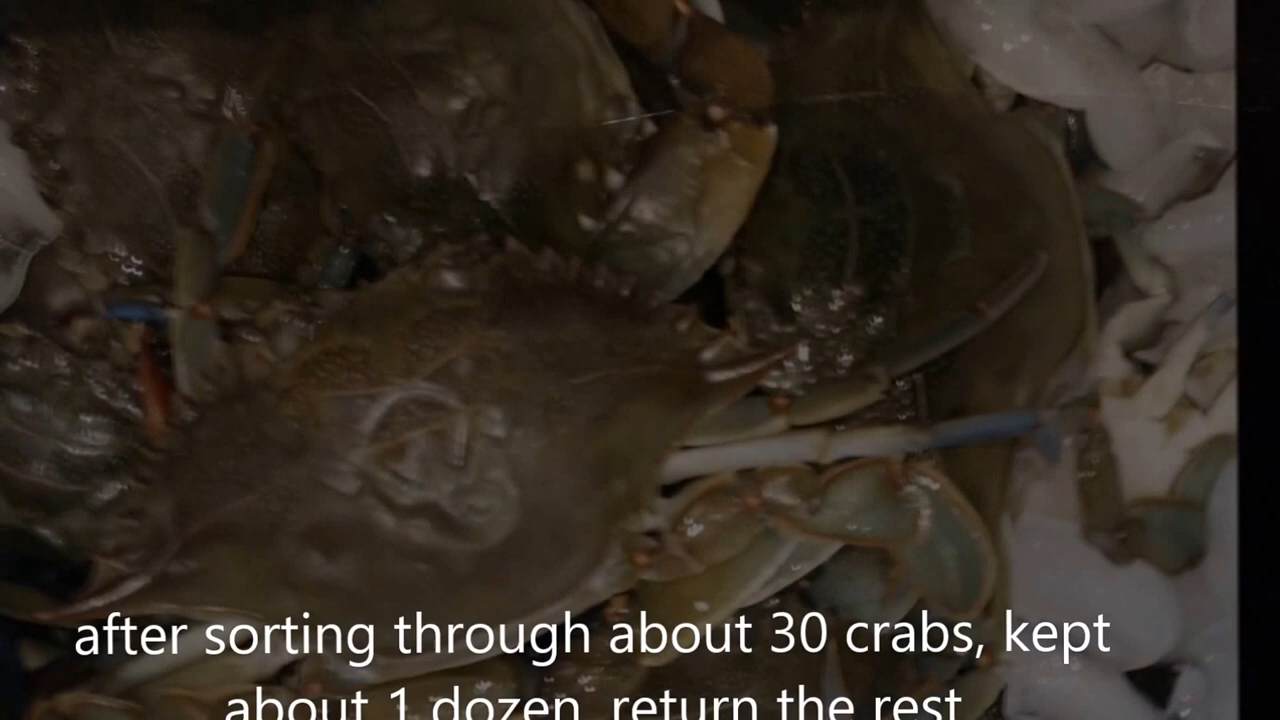 after sorting through about 30 crabs, kept
about 1 dozen, return the rest